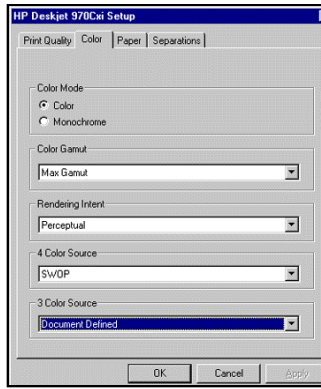 HP Deskjet 970Cxi Setup
Print Quality Color Paper Separations
Color Mode
Color
Monochrome
Color Gamut
Max Gamut
Rendering Intent
Perceptual
4 Color Source
SWOP
3 Color Source
Document Defined
OK Cancel Apply